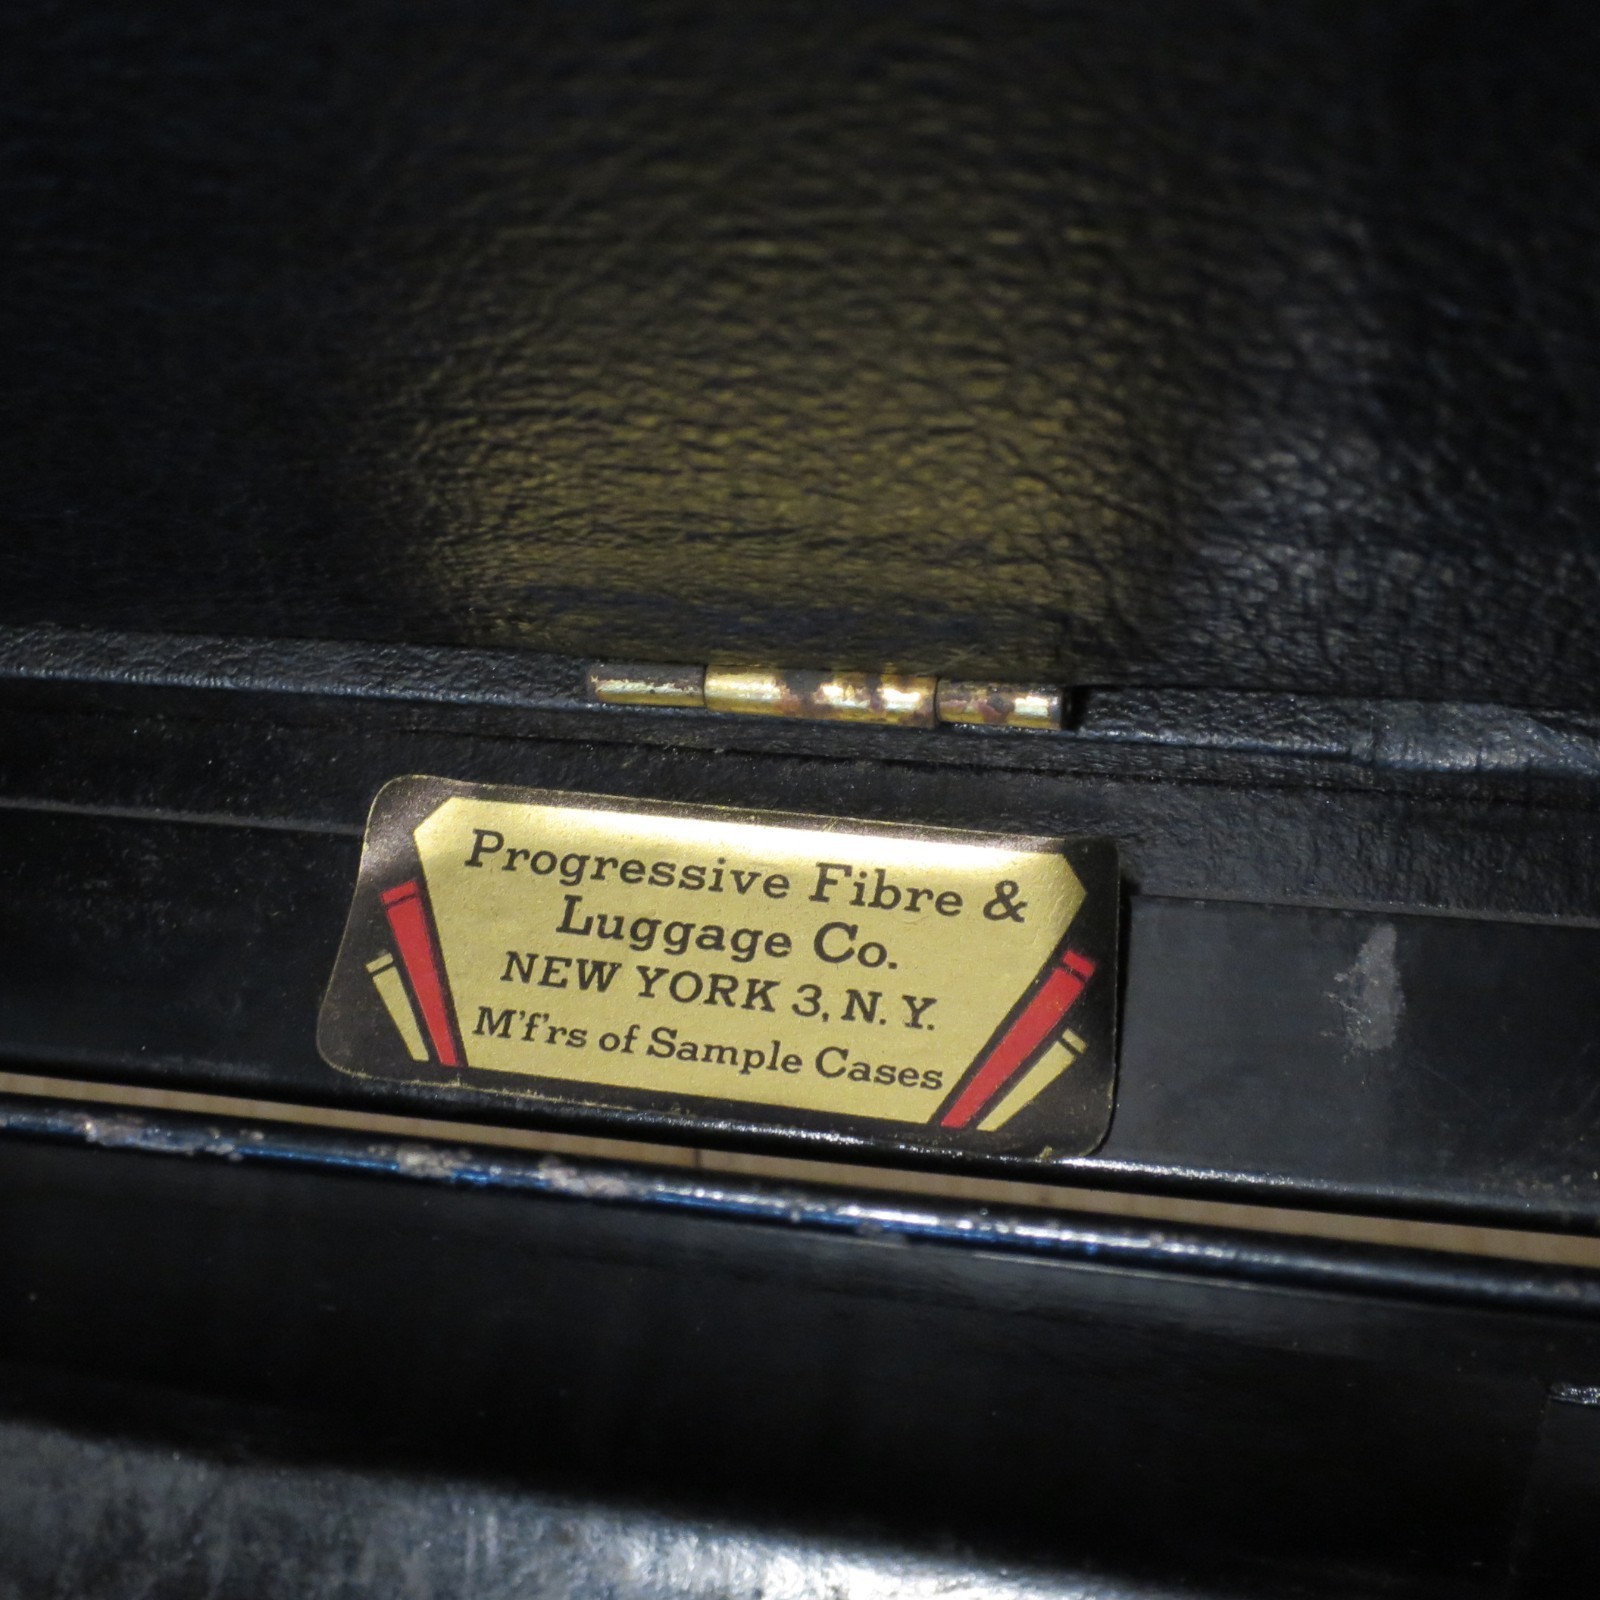 Progressive Fibre &
Luggage Co.
NEW YORK 3, N. Y.
M'f'rs of Sample Cases